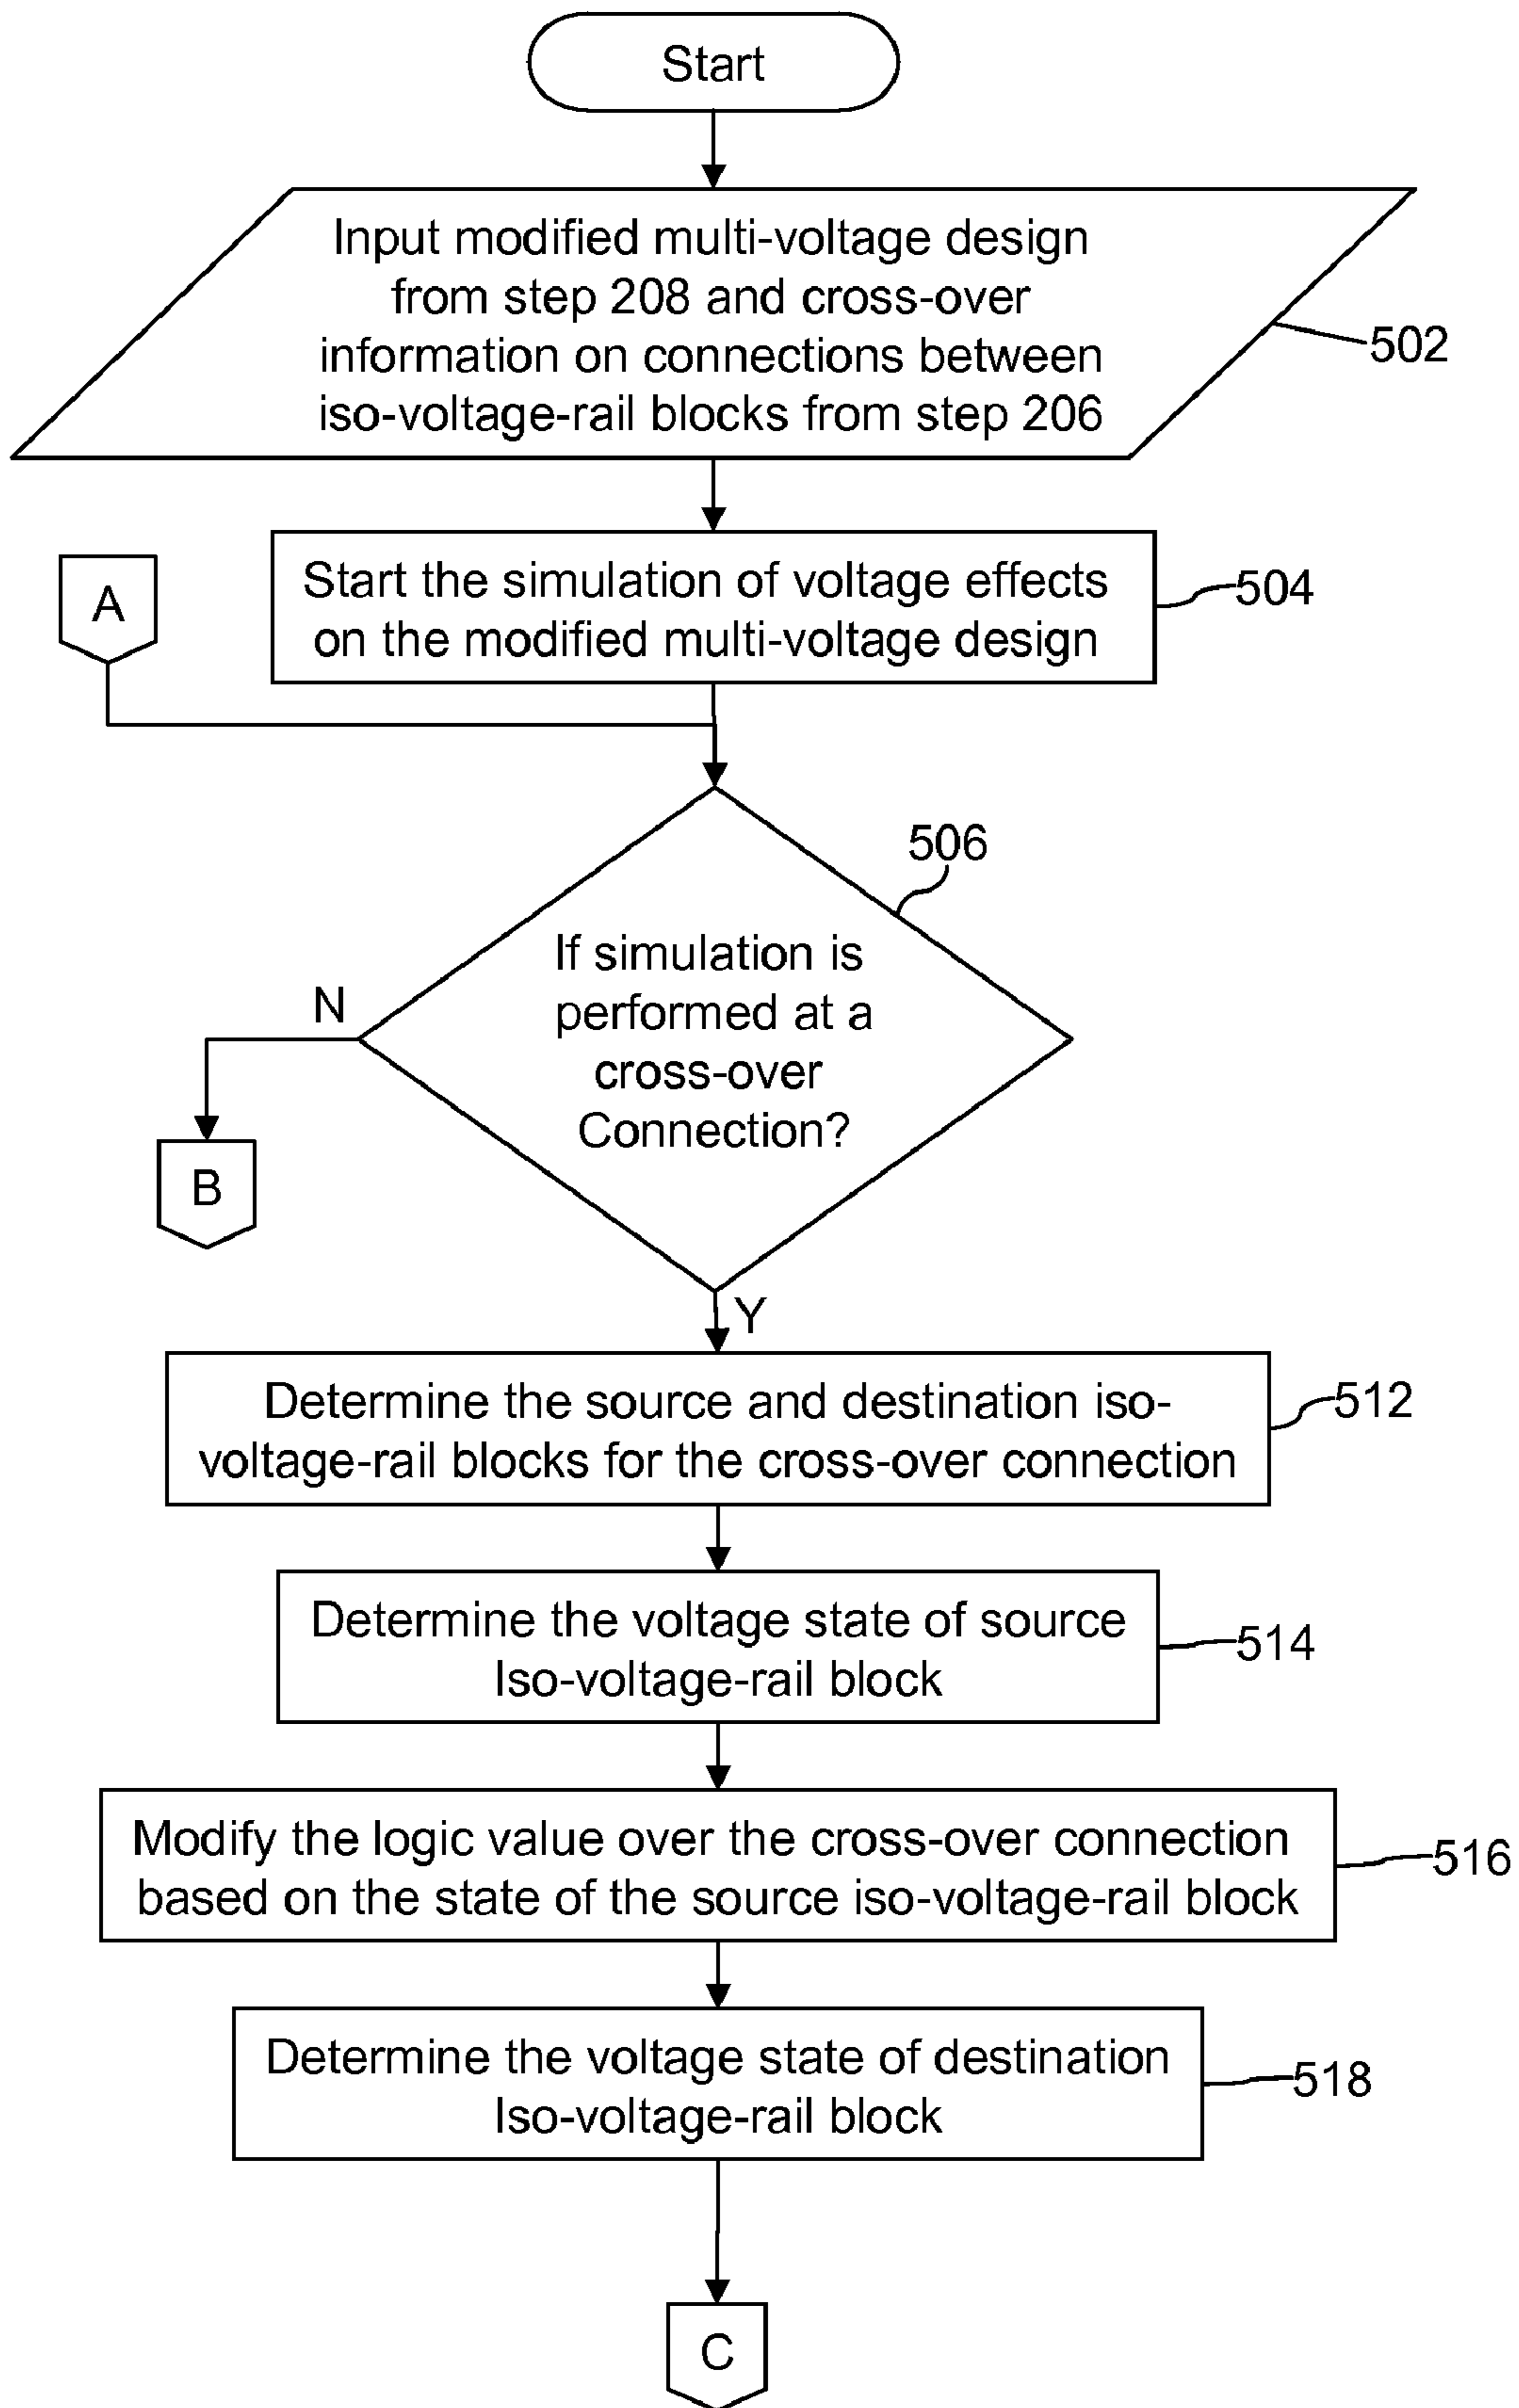 Start
Input modified multi-voltage design
from step 208 and cross-over
information on connections between
iso-voltage-rail blocks from step 206
502
Start the simulation of voltage effects
on the modified multi-voltage design
504
A
506
If simulation is
performed at a
cross-over
Connection?
N
B
Y
Determine the source and destination iso-
voltage-rail blocks for the cross-over connection
512
Determine the voltage state of source
Iso-voltage-rail block
514
Modify the logic value over the cross-over connection
based on the state of the source iso-voltage-rail block
516
Determine the voltage state of destination
Iso-voltage-rail block
518
C